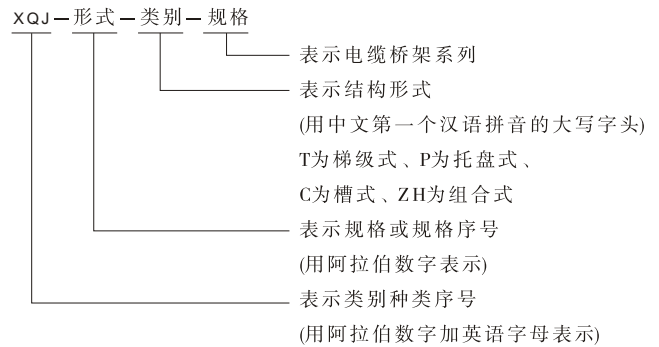 XQJ—形式—类别—规格
表示电缆桥架系列
表示结构形式
(用中文第一个汉语拼音的大写字头)
T为梯级式、P为托盘式、
C为槽式、ZH为组合式
表示规格或规格序号
(用阿拉伯数字表示)
表示类别种类序号
(用阿拉伯数字加英语字母表示)